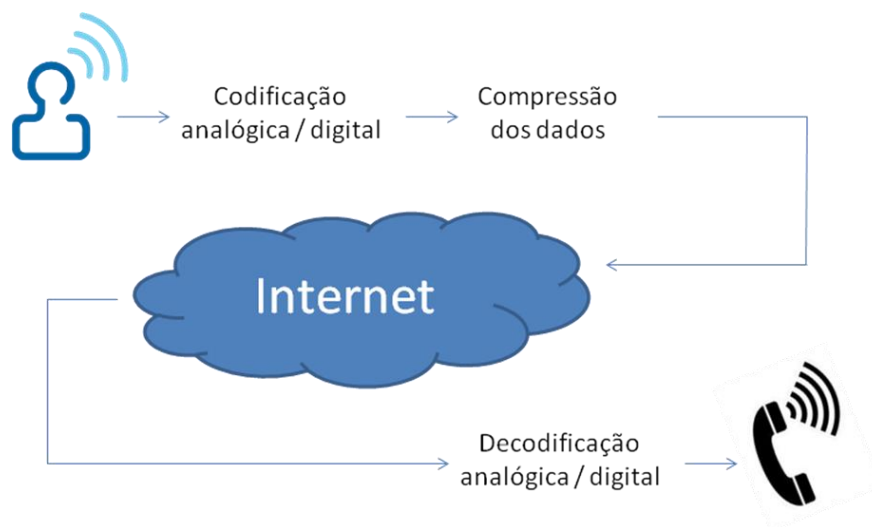 Codificação
analógica / digital
Compressão
dos dados
Internet
Decodificação
analógica / digital